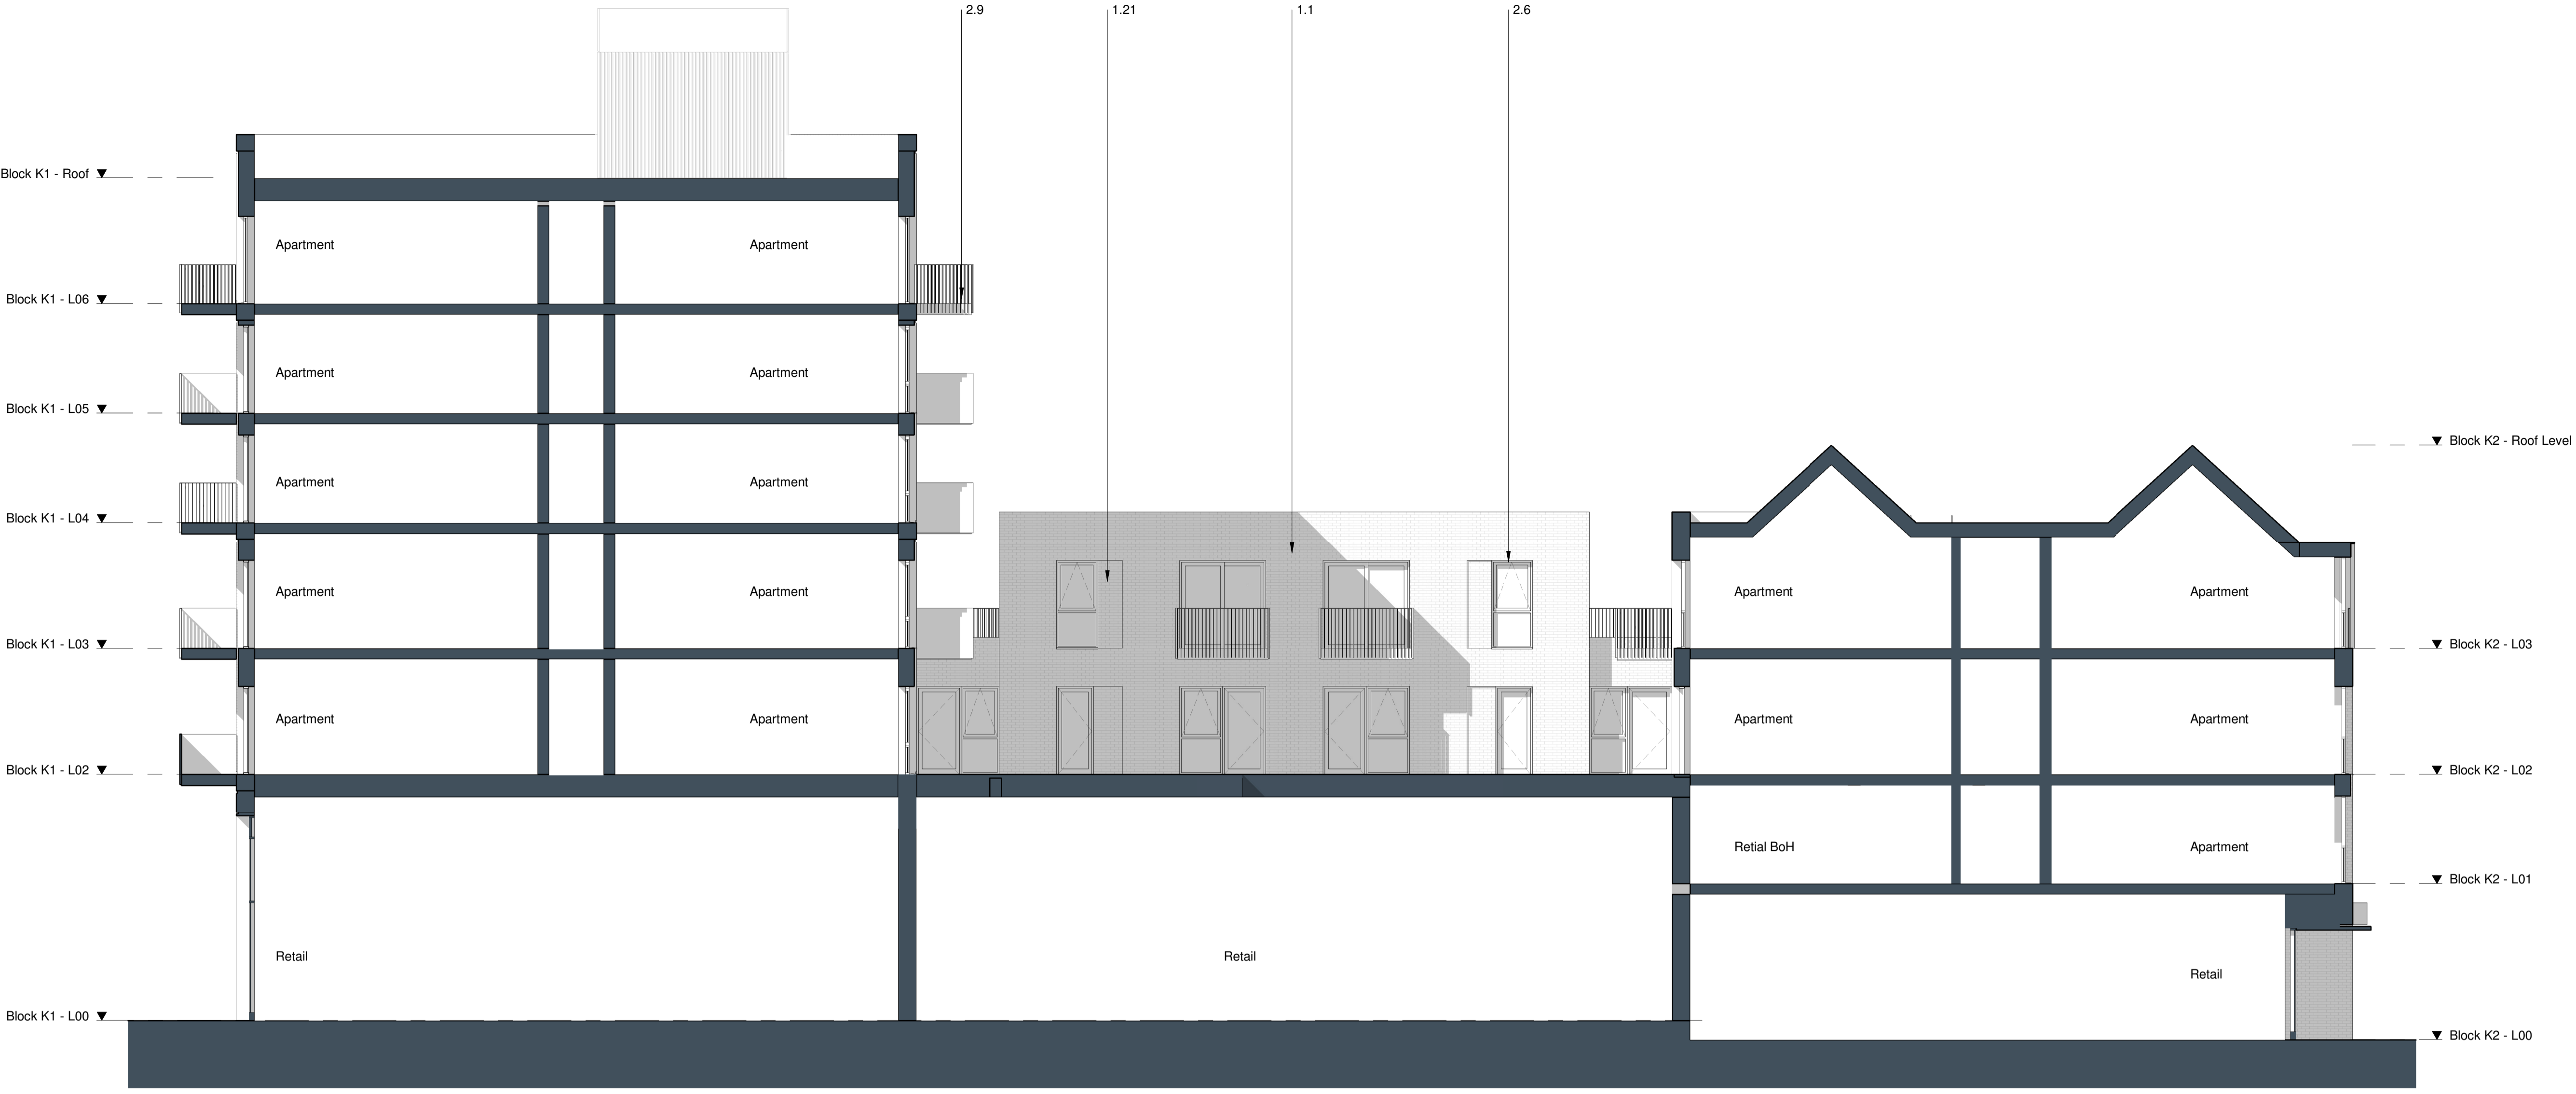 2.9
1.21
1.1
2.6
Block K1 - Roof
Apartment
Apartment
Block K1 - L06
Apartment
Apartment
Block K1 - L05
Block K2 - Roof Level
Apartment
Apartment
Block K1 - L04
Apartment
Apartment
Apartment
Apartment
Block K1 - L03
Block K2 - L03
Apartment
Apartment
Apartment
Apartment
Block K1 - L02
Block K2 - L02
Retial BoH
Apartment
Block K2 - L01
Retail
Retail
Retail
Block K1 - L00
Block K2 - L00